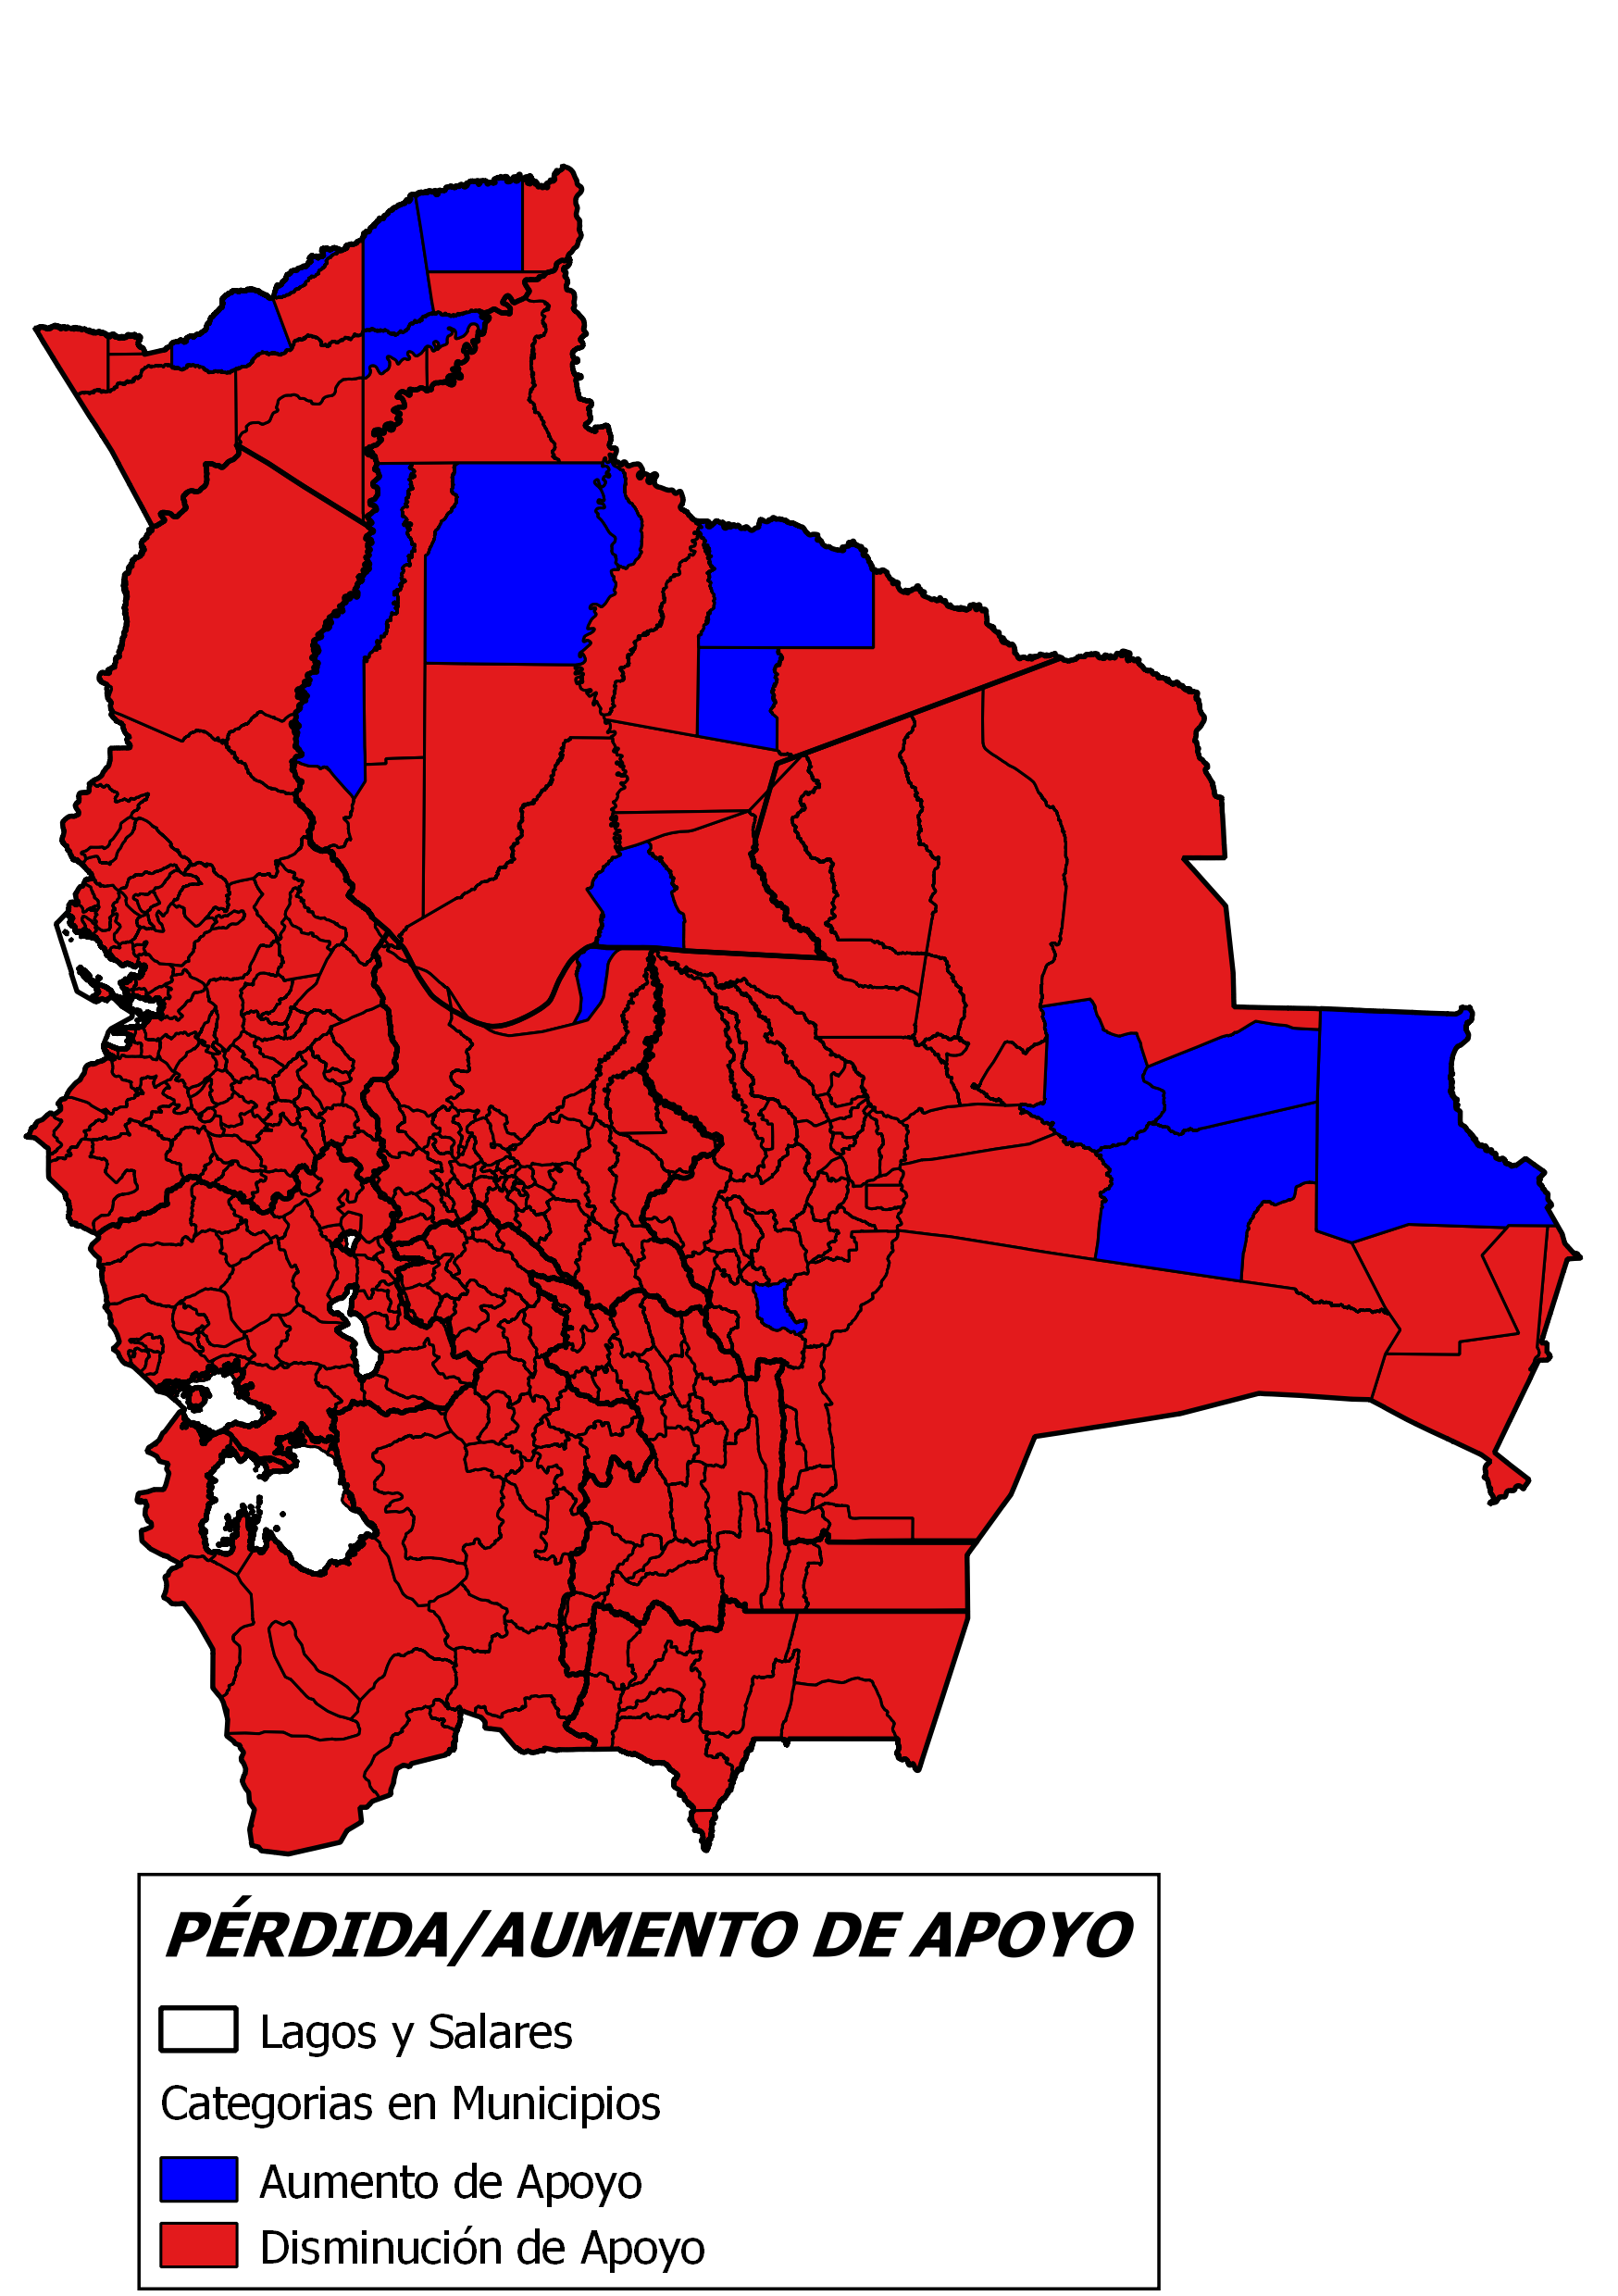 PÉRDIDA/AUMENTO DE APOYO
Lagos y Salares
Categorias en Municipios
Aumento de Apoyo
Disminución de Apoyo